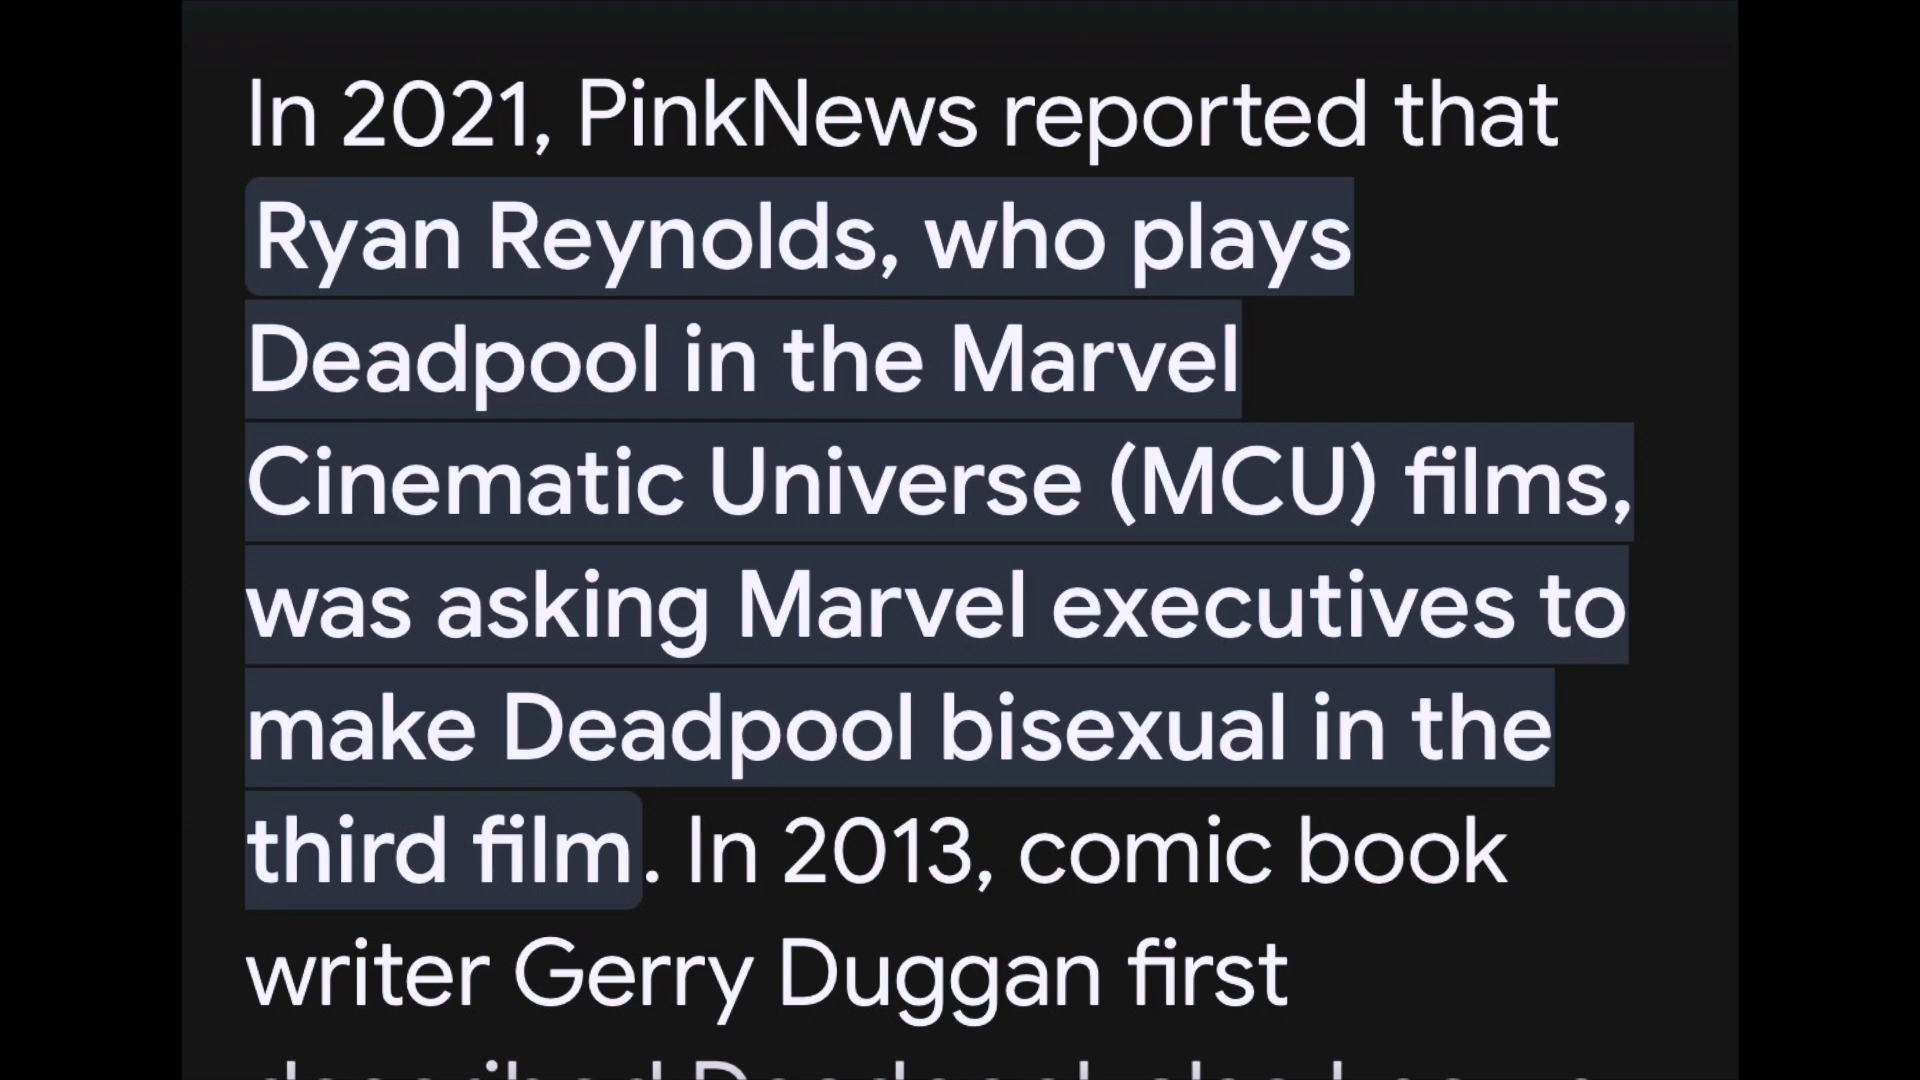 In 2021, PinkNews reported that
Ryan Reynolds, who plays
Deadpool in the Marvel
Cinematic Universe (MCU) films,
was asking Marvel executives to
make Deadpool bisexual in the
third film. In 2013, comic book
writer Gerry Duggan first